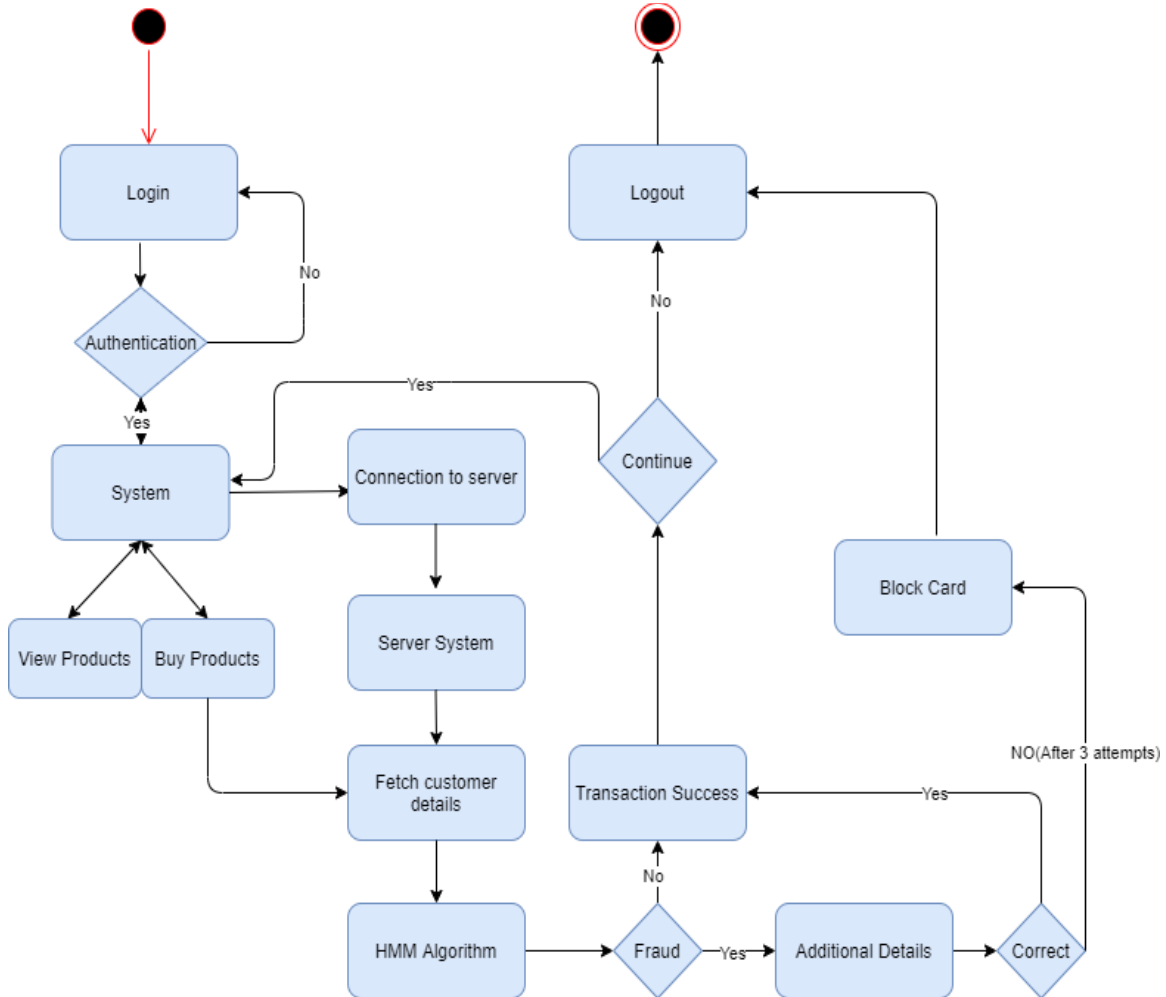 Login
Logout
No
No
Authentication
Yes
Yes
Continue
Connection to server
System
Block Card
Server System
View Products
Buy Products
NO(After 3 attempts)
Fetch customer
details
Transaction Success
Yes
No
HMM Algorithm
Fraud
Yes
Additional Details
Correct